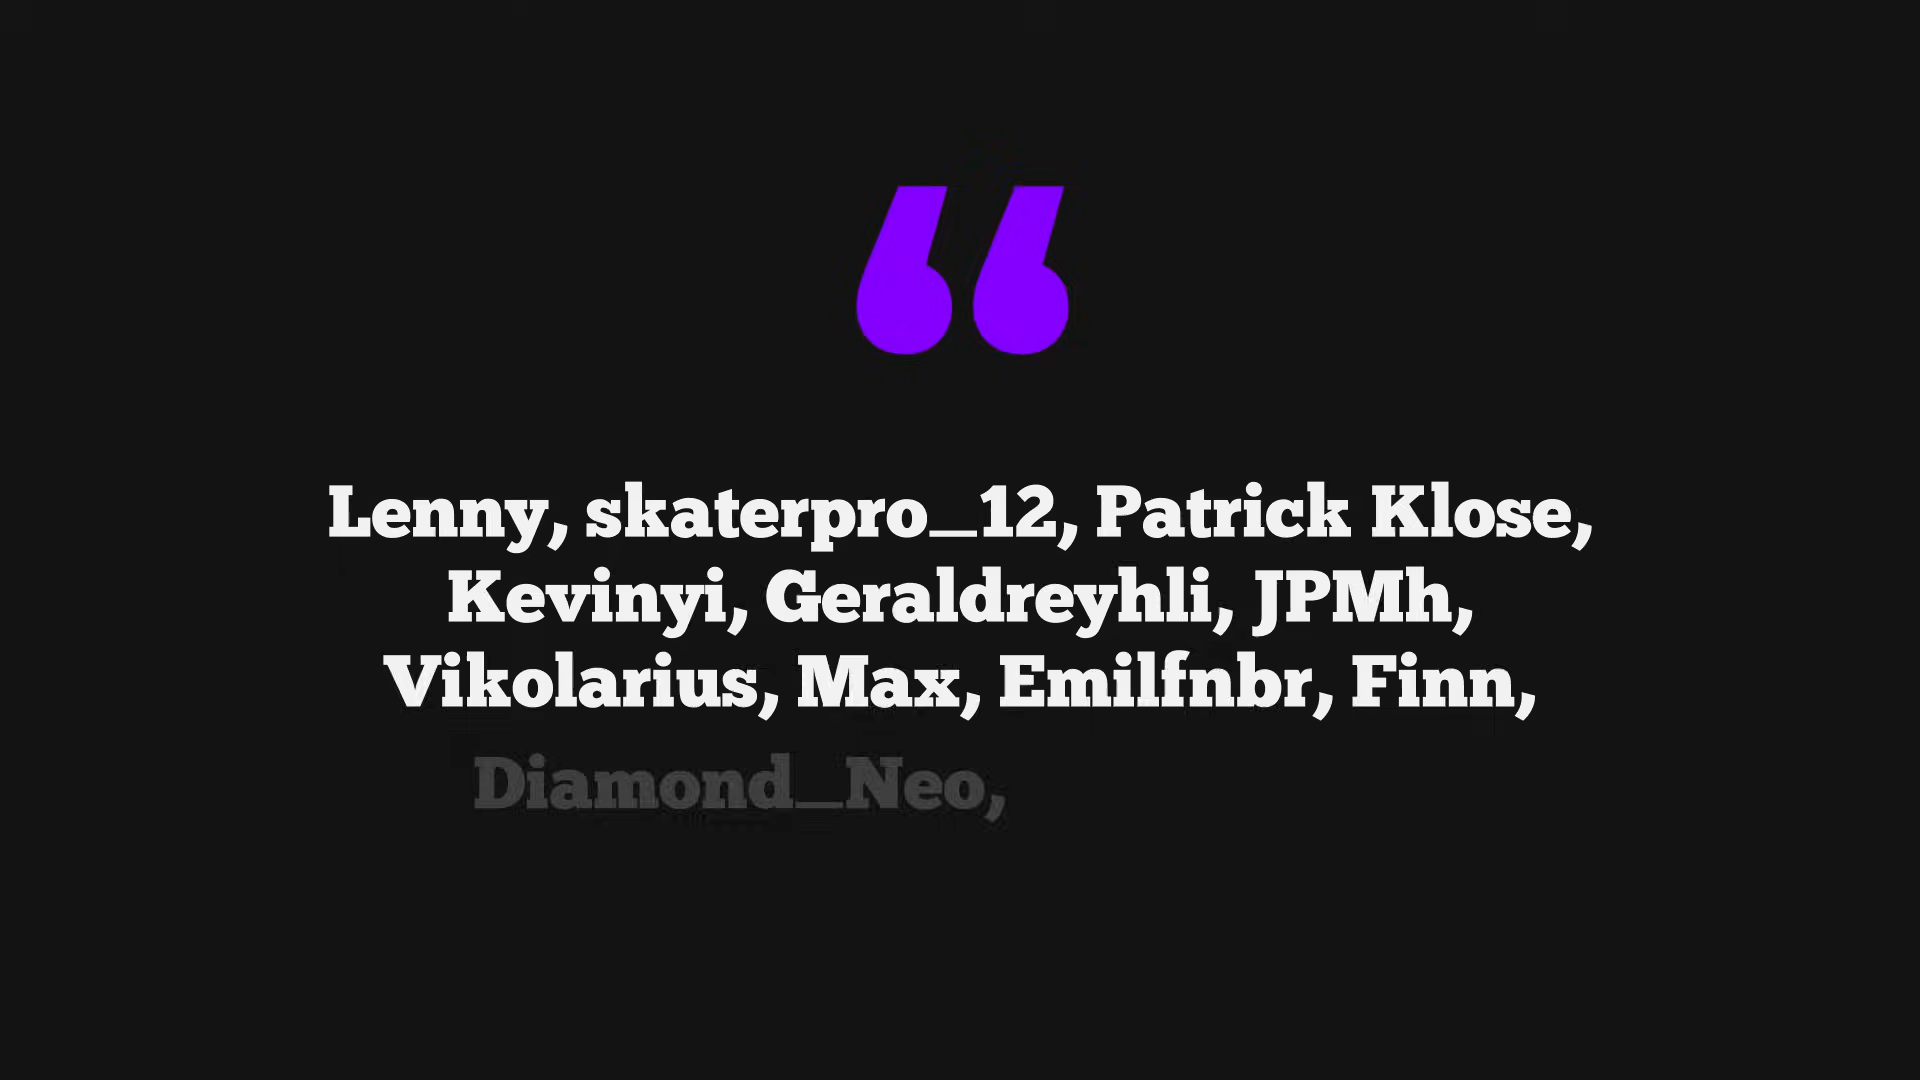 “
Lenny, skaterpro_12, Patrick Klose,
Kevinyi, Geraldreyhli, JPMh,
Vikolarius, Max, Emilfnbr, Finn,
Diamond_Neo,